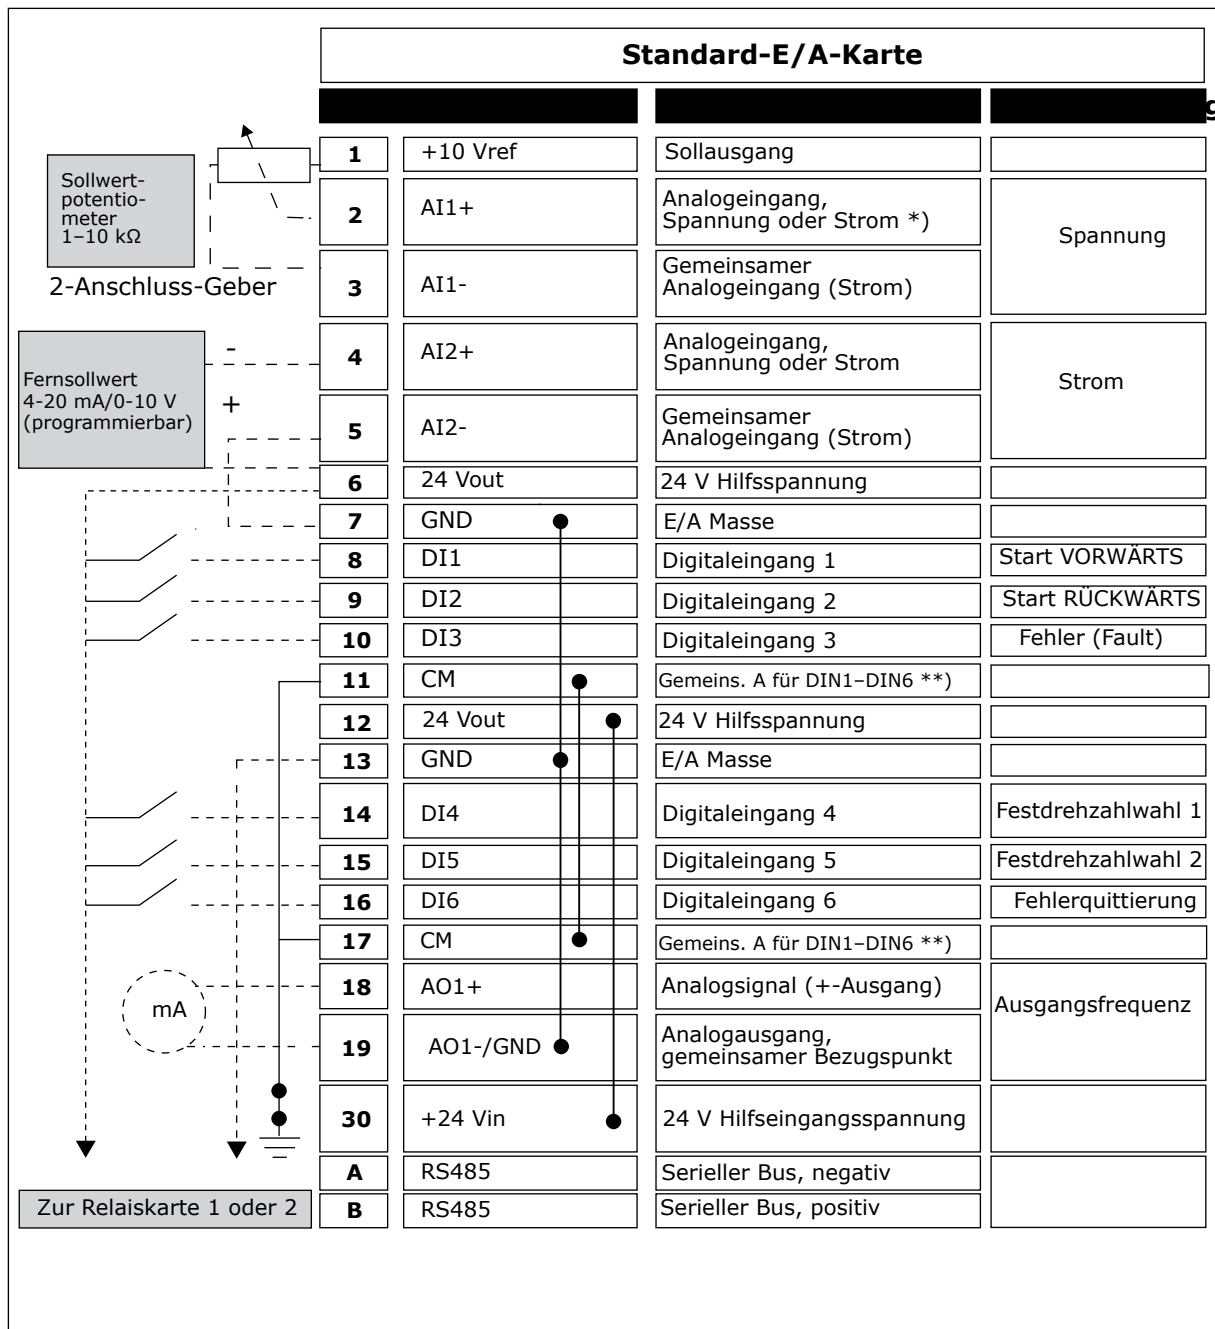 Standard-E/A-Karte
g
1 +10 Vref Sollausgang
Sollwert-
potentio-
meter
1–10 kΩ
2 AI1+ Analogeingang,
Spannung oder Strom *)
Spannung
2-Anschluss-Geber
3 AI1- Gemeinsamer
Analogeingang (Strom)
Fernsollwert
4-20 mA/0-10 V
(programmierbar)
-
+
4 AI2+ Analogeingang,
Spannung oder Strom
Strom
5 AI2- Gemeinsamer
Analogeingang (Strom)
6 24 Vout 24 V Hilfsspannung
7 GND E/A Masse
8 DI1 Digitaleingang 1 Start VORWÄRTS
9 DI2 Digitaleingang 2 Start RÜCKWÄRTS
10 DI3 Digitaleingang 3 Fehler (Fault)
11 CM Gemeins. A für DIN1–DIN6 **)
12 24 Vout 24 V Hilfsspannung
13 GND E/A Masse
14 DI4 Digitaleingang 4 Festdrehzahlwahl 1
15 DI5 Digitaleingang 5 Festdrehzahlwahl 2
16 DI6 Digitaleingang 6 Fehlerquittierung
17 CM Gemeins. A für DIN1–DIN6 **)
mA
18 AO1+ Analogsignal (+-Ausgang)
Ausgangsfrequenz
19 AO1-/GND Analogausgang,
gemeinsamer Bezugspunkt
30 +24 Vin 24 V Hilfseingangsspannung
A RS485 Serieller Bus, negativ
Zur Relaiskarte 1 oder 2
B RS485 Serieller Bus, positiv